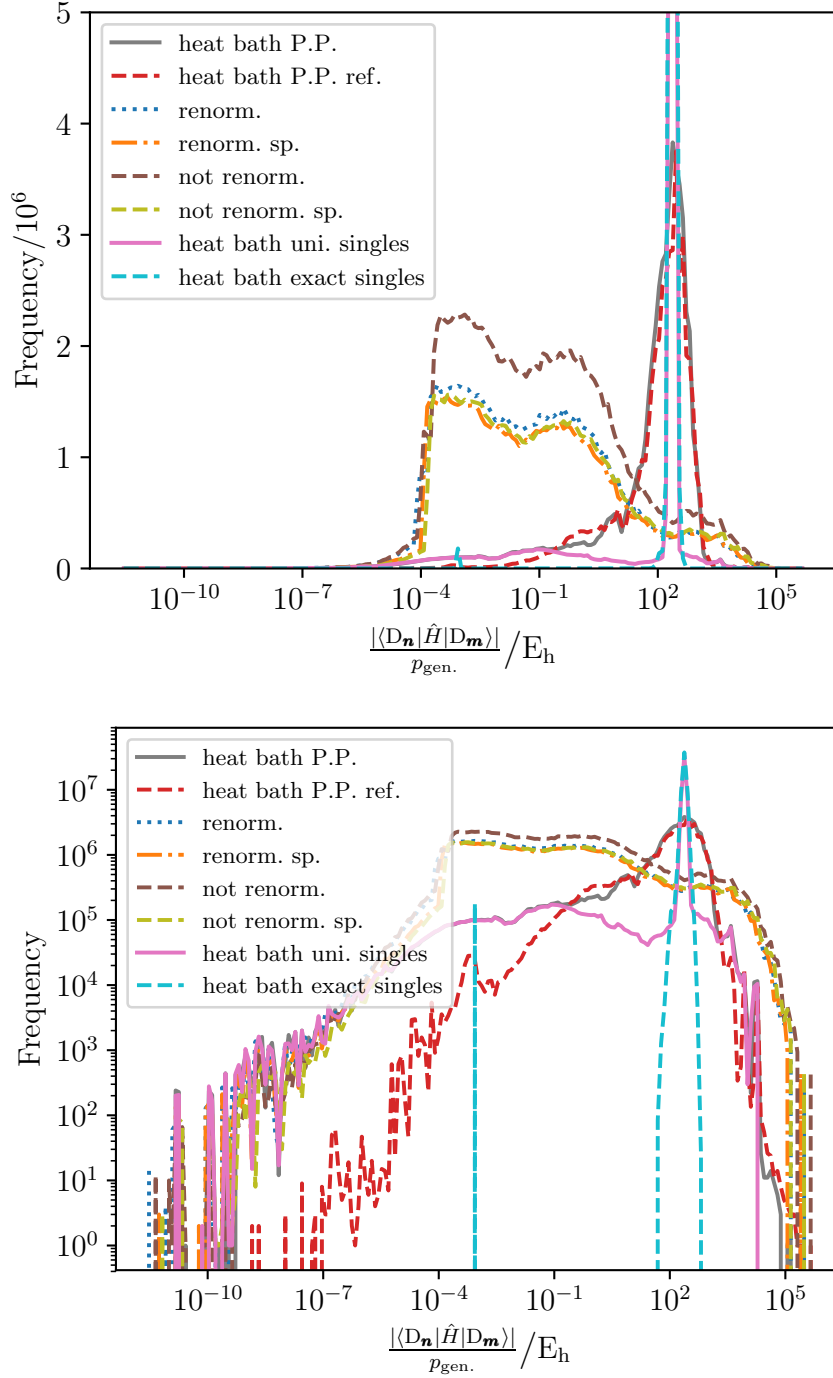 5
4
3
2
1
0
Frequency/10⁶
heat bath P.P.
heat bath P.P. ref.
renorm.
renorm. sp.
not renorm.
not renorm. sp.
heat bath uni. singles
heat bath exact singles
10⁻¹⁰ 10⁻⁷ 10⁻⁴ 10⁻¹ 10² 10⁵
|⟨Dₙ|Ĥ|Dₘ⟩|
p_gen. /E_h
10⁷
10⁶
10⁵
10⁴
10³
10²
10¹
10⁰
Frequency
heat bath P.P.
heat bath P.P. ref.
renorm.
renorm. sp.
not renorm.
not renorm. sp.
heat bath uni. singles
heat bath exact singles
10⁻¹⁰ 10⁻⁷ 10⁻⁴ 10⁻¹ 10² 10⁵
|⟨Dₙ|Ĥ|Dₘ⟩|
p_gen. /E_h